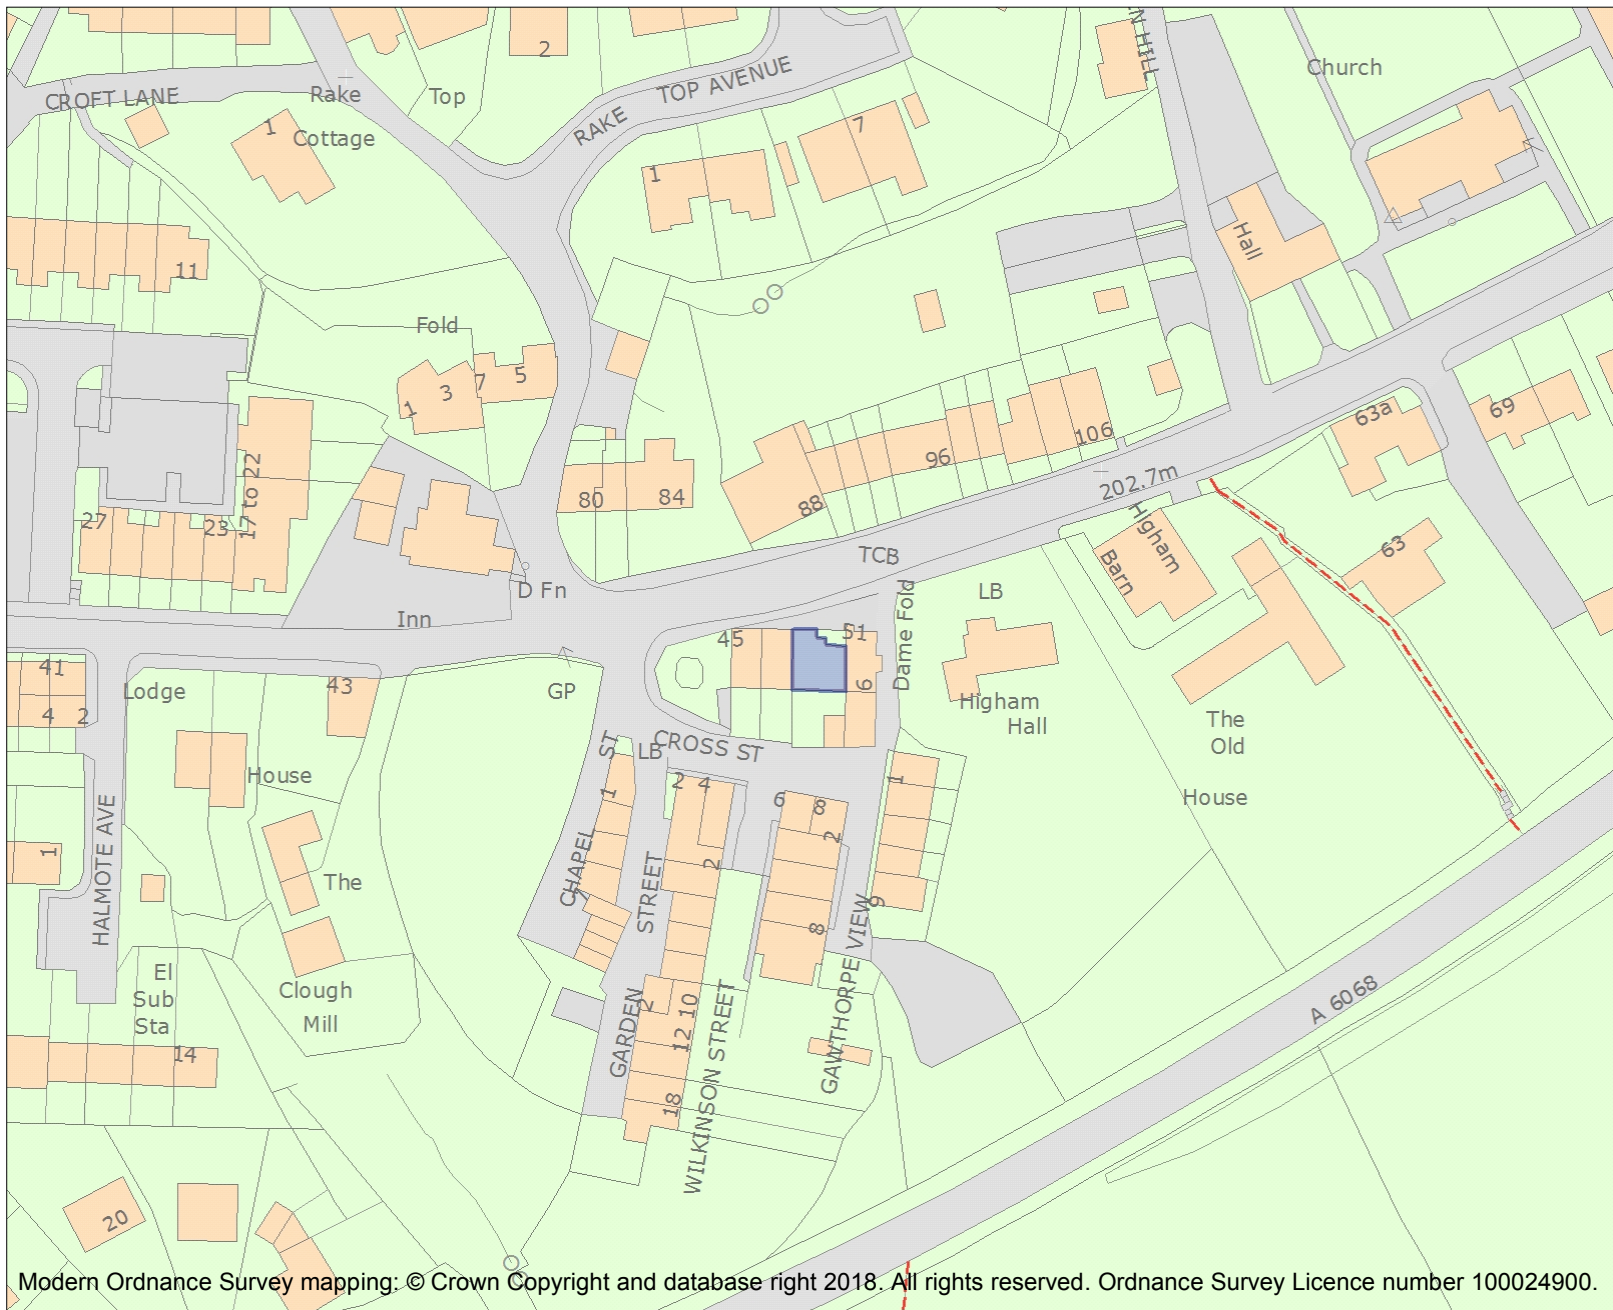 2
N HILL
Church
CROFT LANE
Rake
Top
RAKE
TOP AVENUE
1
Cottage
7
1
Hall
11
Fold
1
3
7
5
63a
69
106
96
84
80
88
202.7m
27
23
17 to 22
TCB
Higham
Barn
63
D Fn
Inn
LB
Dame Fold
45
51
6
41
4
2
Lodge
43
GP
Higham
Hall
The
Old
House
House
ST
LB
CROSS ST
2
4
6
8
1
1
2
2
HALMOTE AVE
1
The
CHAPEL
7
STREET
9
8
GAWTHORPE VIEW
El
Sub
Sta
Clough
Mill
GARDEN
2
10
12
WILKINSON STREET
A 6068
14
18
20
Modern Ordnance Survey mapping: © Crown Copyright and database right 2018. All rights reserved. Ordnance Survey Licence number 100024900.